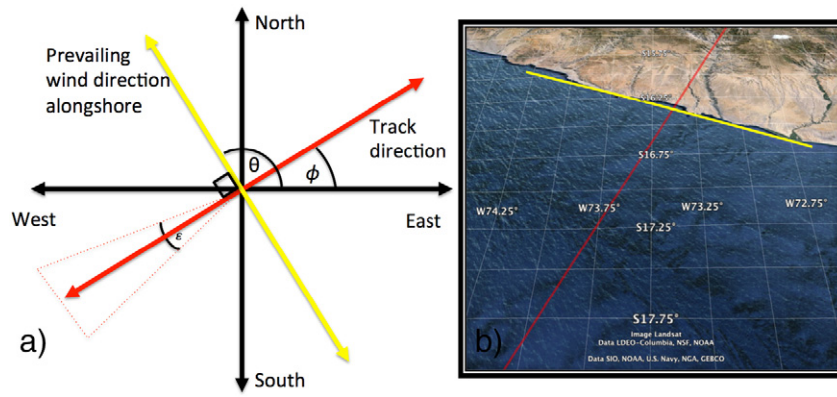 North
Prevailing
wind direction
alongshore
Track
direction
θ
ϕ
West
East
ε
a)
South
S16.75°
W74.25°
W73.75°
W73.25°
W72.75°
S17.25°
S17.75°
b)
Image Landsat
Data LDEO-Columbia, NSF, NOAA
Data SIO, NOAA, U.S. Navy, NGA, GEBCO